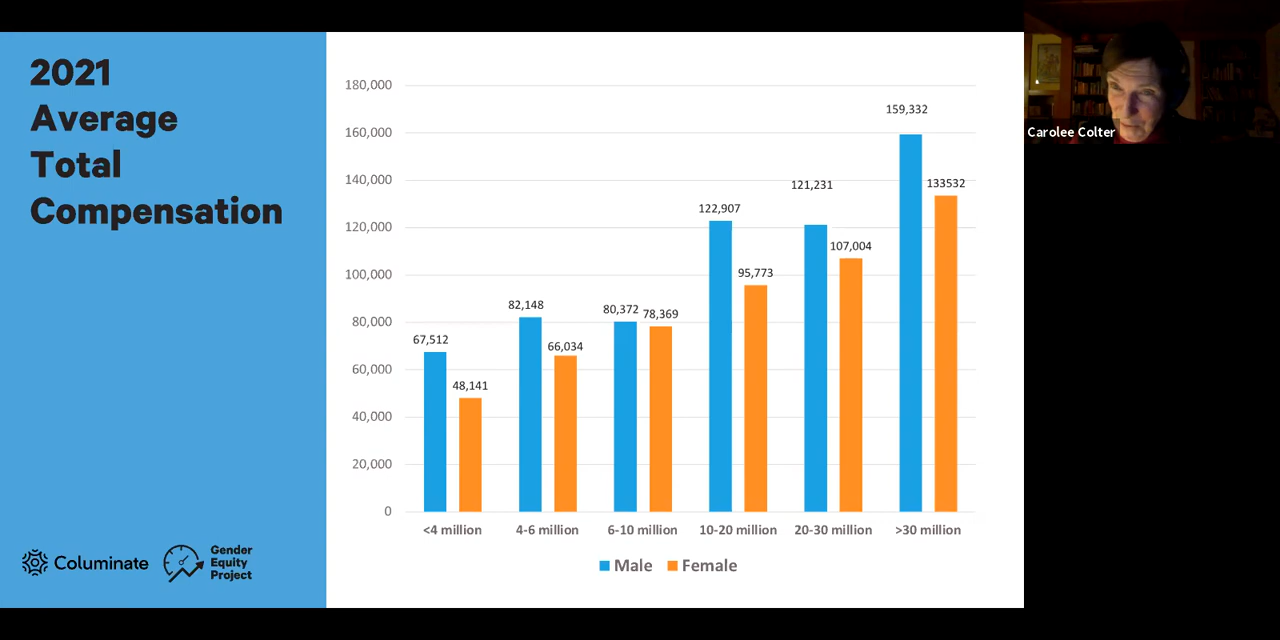 2021
Average
Total
Compensation
180,000
160,000
140,000
120,000
100,000
80,000
60,000
40,000
20,000
0
67,512
48,141
82,148
66,034
80,372
78,369
122,907
95,773
121,231
107,004
159,332
133532
<4 million
4-6 million
6-10 million
10-20 million
20-30 million
>30 million
Male
Female
Columinate
Gender
Equity
Project
Carolee Colter